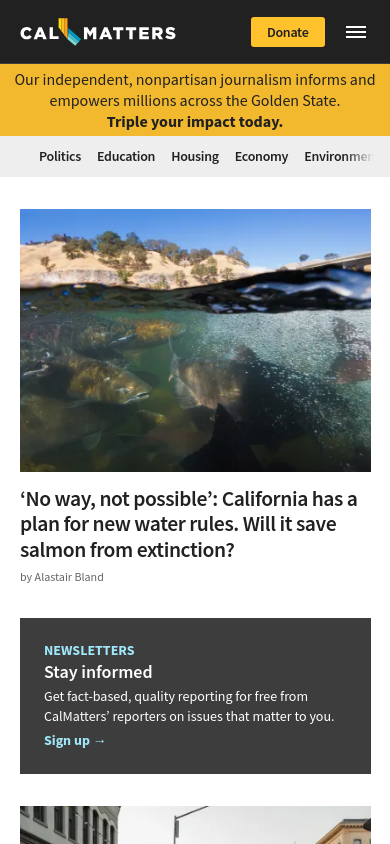 CALMATTERS
Donate
Our independent, nonpartisan journalism informs and
empowers millions across the Golden State.
Triple your impact today.
Politics Education Housing Economy
‘No way, not possible’: California has a
plan for new water rules. Will it save
salmon from extinction?
by Alastair Bland
NEWSLETTERS
Stay informed
Get fact-based, quality reporting for free from
CalMatters’ reporters on issues that matter to you.
Sign up →